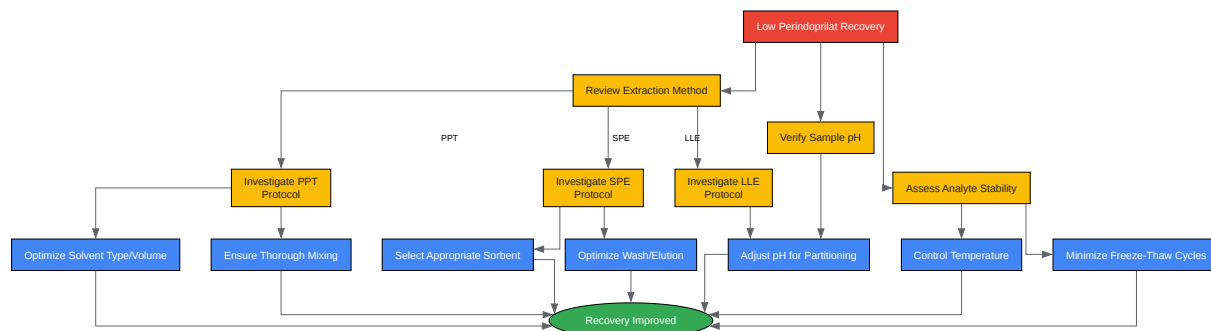 Low Perindoprilat Recovery
Review Extraction Method
PPT
SPE
LLE
Verify Sample pH
Investigate PPT
Protocol
Investigate SPE
Protocol
Investigate LLE
Protocol
Assess Analyte Stability
Optimize Solvent Type/Volume
Ensure Thorough Mixing
Select Appropriate Sorbent
Optimize Wash/Elution
Adjust pH for Partitioning
Control Temperature
Minimize Freeze-Thaw Cycles
Recovery Improved